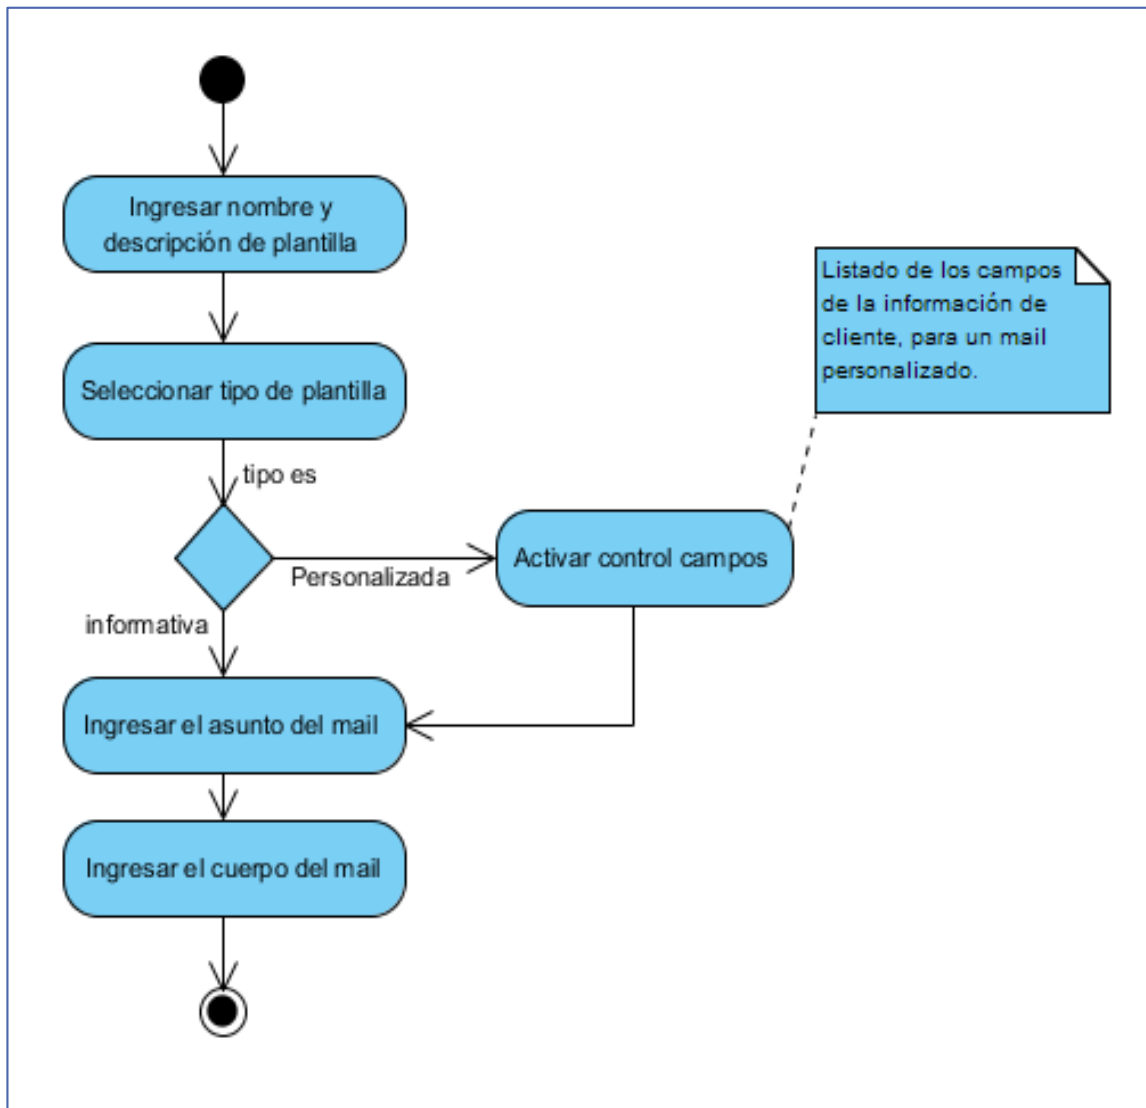 Ingresar nombre y
descripción de plantilla
Listado de los campos
de la información de
cliente, para un mail
personalizado.
Seleccionar tipo de plantilla
tipo es
Activar control campos
Personalizada
informativa
Ingresar el asunto del mail
Ingresar el cuerpo del mail